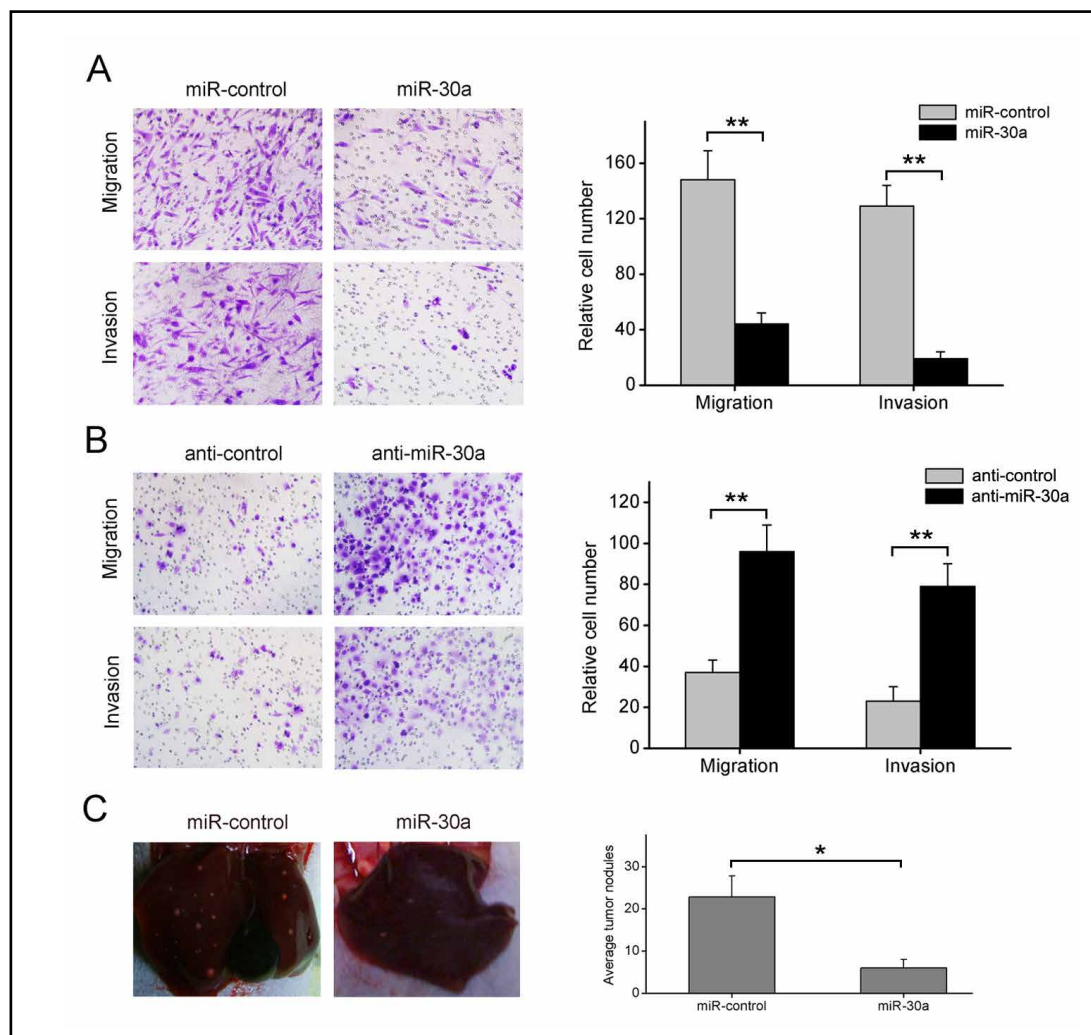 A
miR-control miR-30a
Migration
Invasion
miR-control
miR-30a
**
**
Relative cell number
160
120
80
40
0
Migration Invasion
B
anti-control anti-miR-30a
Migration
Invasion
anti-control
anti-miR-30a
**
**
Relative cell number
120
100
80
60
40
20
0
Migration Invasion
C
miR-control miR-30a
*
Average tumor nodules
30
20
10
0
miR-control miR-30a